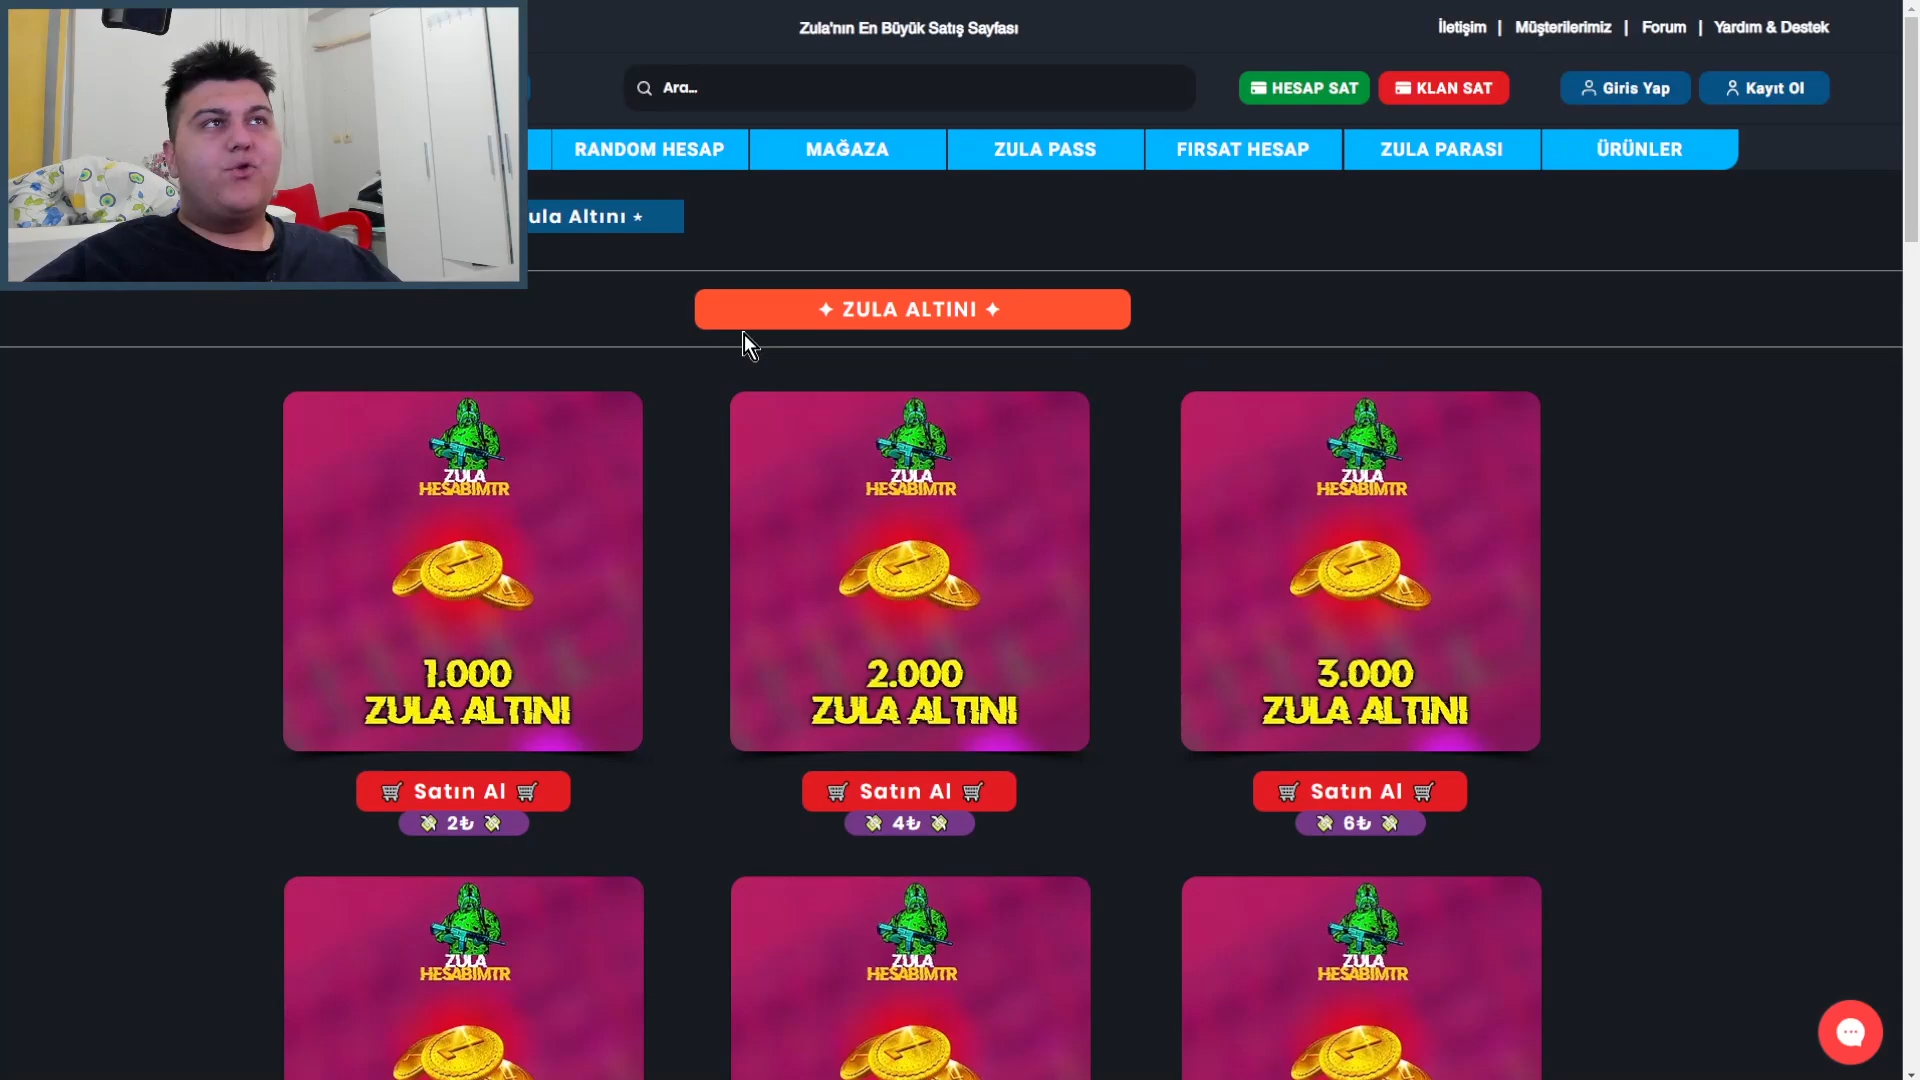 Zula'nın En Büyük Satış Sayfası
İletişim | Müşterilerimiz | Forum | Yardım & Destek
Ara...
HESAP SAT
KLAN SAT
Giris Yap
Kayıt Ol
RANDOM HESAP
MAĞAZA
ZULA PASS
FIRSAT HESAP
ZULA PARASI
ÜRÜNLER
ula Altını ⋆
✦ ZULA ALTINI ✦
ZULA
HESABIMTR
1.000
ZULA ALTINI
Satın Al
2₺
ZULA
HESABIMTR
2.000
ZULA ALTINI
Satın Al
4₺
ZULA
HESABIMTR
3.000
ZULA ALTINI
Satın Al
6₺
ZULA
HESABIMTR
ZULA
HESABIMTR
ZULA
HESABIMTR